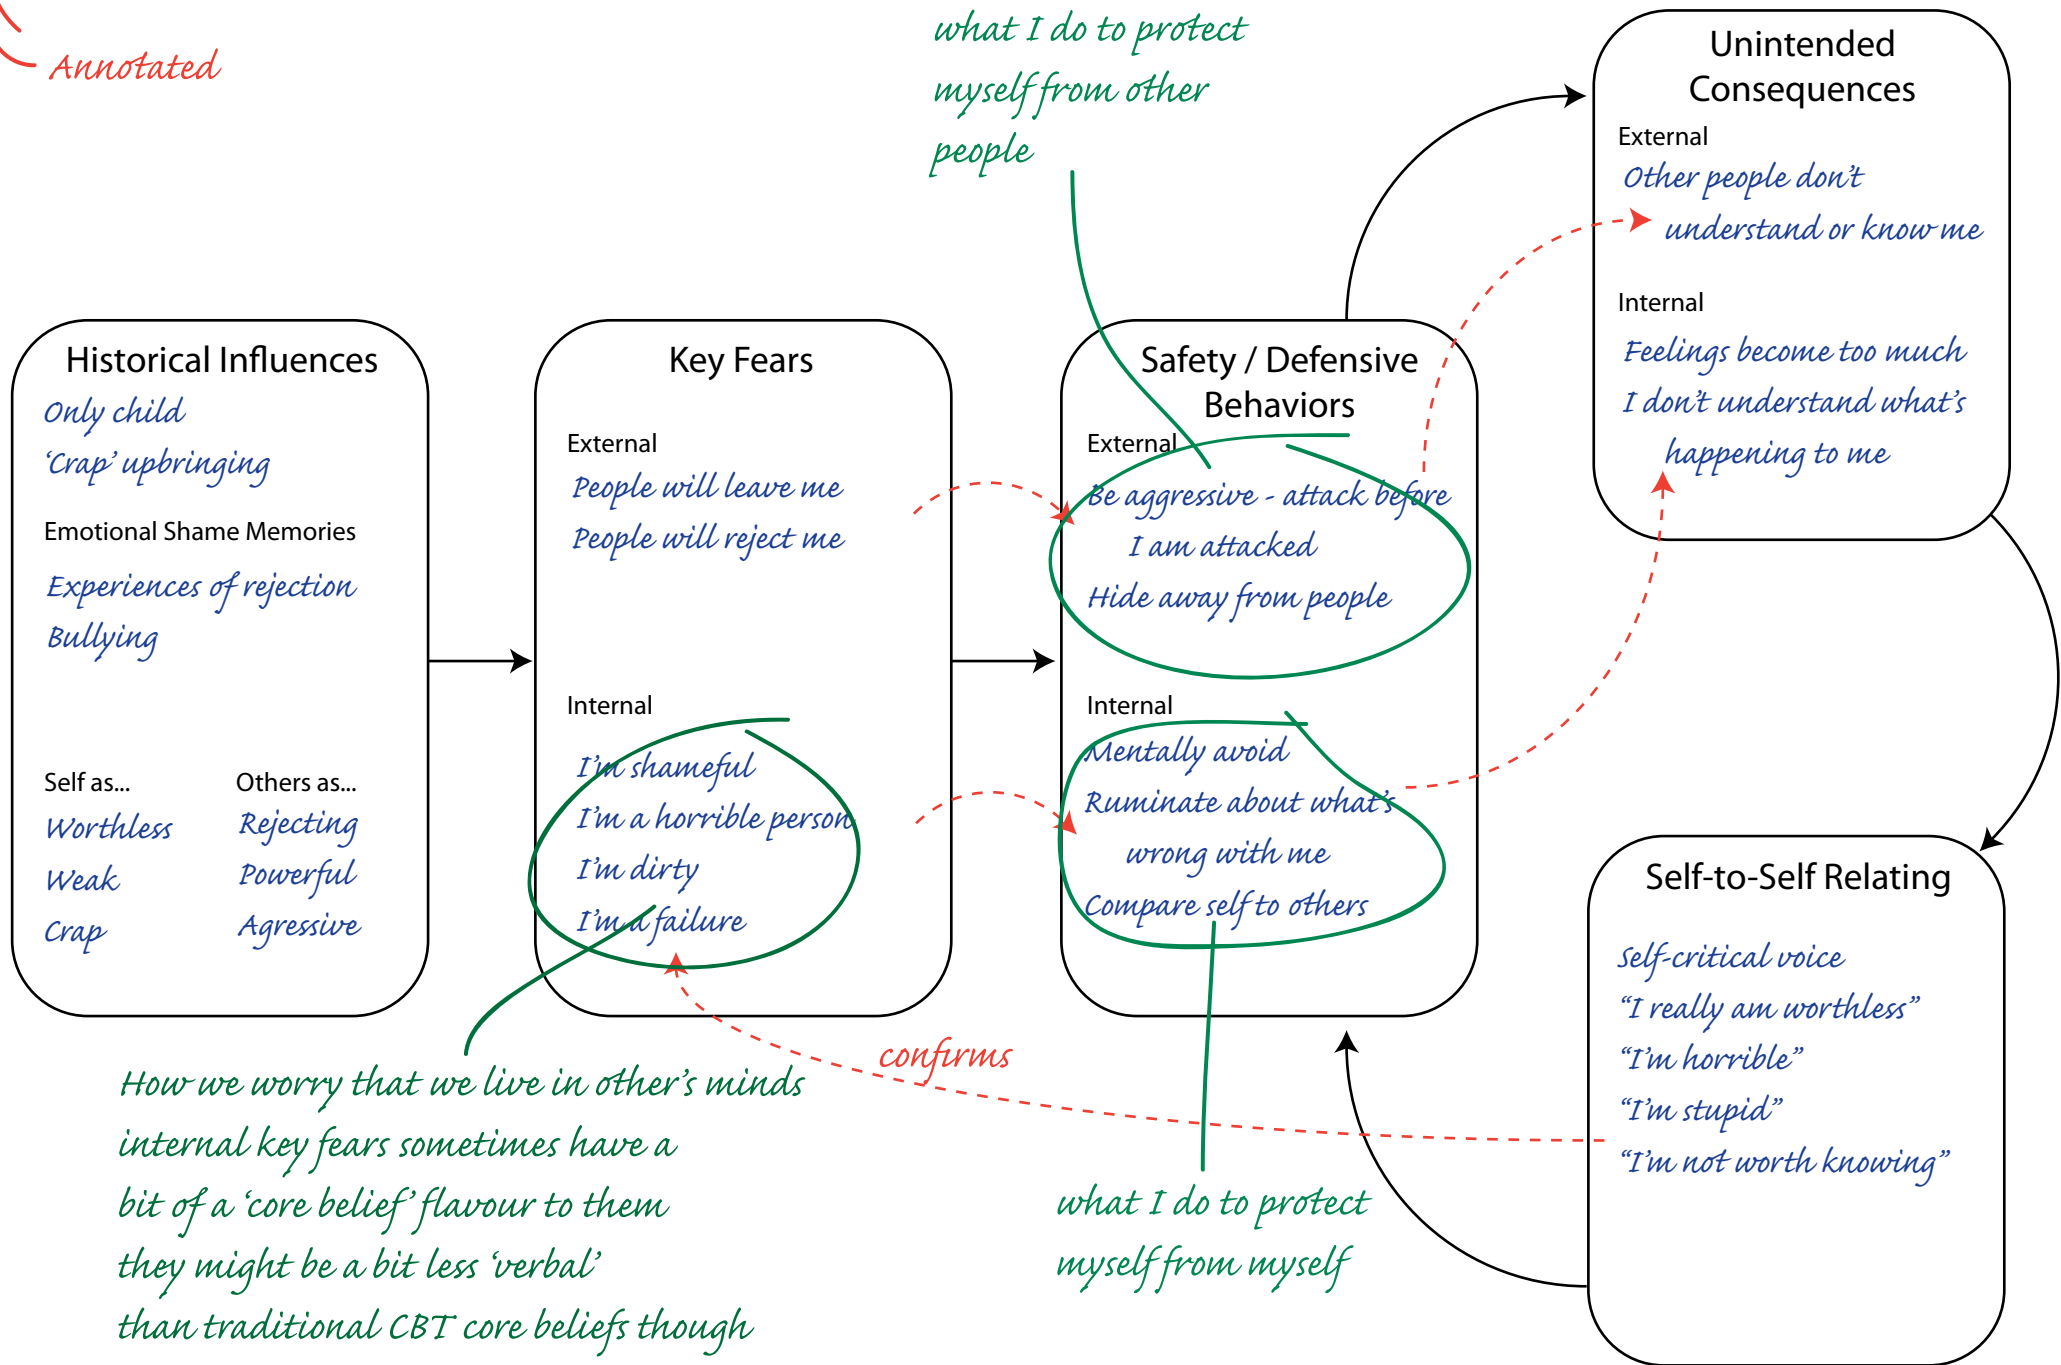 Annotated
what I do to protect
myself from other
people
Unintended
Consequences
External
Other people don't
understand or know me
Internal
Feelings become too much
I don't understand what's
happening to me
Historical Influences
Only child
'Crap' upbringing
Emotional Shame Memories
Experiences of rejection
Bullying
Self as...
Worthless
Weak
Crap
Others as...
Rejecting
Powerful
Agressive
Key Fears
External
People will leave me
People will reject me
Internal
I'm shameful
I'm a horrible person
I'm dirty
I'm a failure
Safety / Defensive
Behaviors
External
Be aggressive - attack before
I am attacked
Hide away from people
Internal
Mentally avoid
Ruminate about what's
wrong with me
Compare self to others
Self-to-Self Relating
Self-critical voice
"I really am worthless"
"I'm horrible"
"I'm stupid"
"I'm not worth knowing"
confirms
How we worry that we live in other's minds
internal key fears sometimes have a
bit of a 'core belief' flavour to them
they might be a bit less 'verbal'
than traditional CBT core beliefs though
what I do to protect
myself from myself